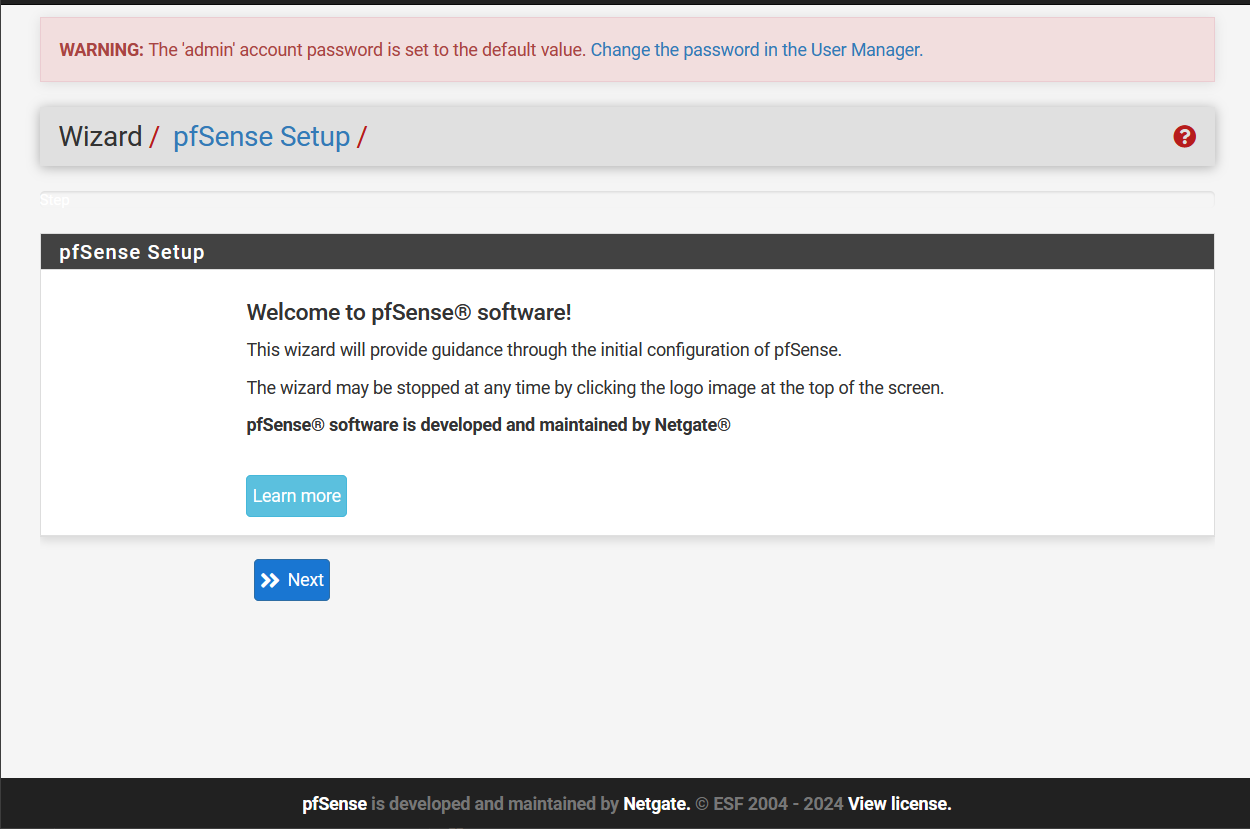 WARNING: The 'admin' account password is set to the default value. Change the password in the User Manager.
Wizard / pfSense Setup /
Step
pfSense Setup
Welcome to pfSense® software!
This wizard will provide guidance through the initial configuration of pfSense.
The wizard may be stopped at any time by clicking the logo image at the top of the screen.
pfSense® software is developed and maintained by Netgate®
Learn more
Next
pfSense is developed and maintained by Netgate. © ESF 2004 - 2024 View license.